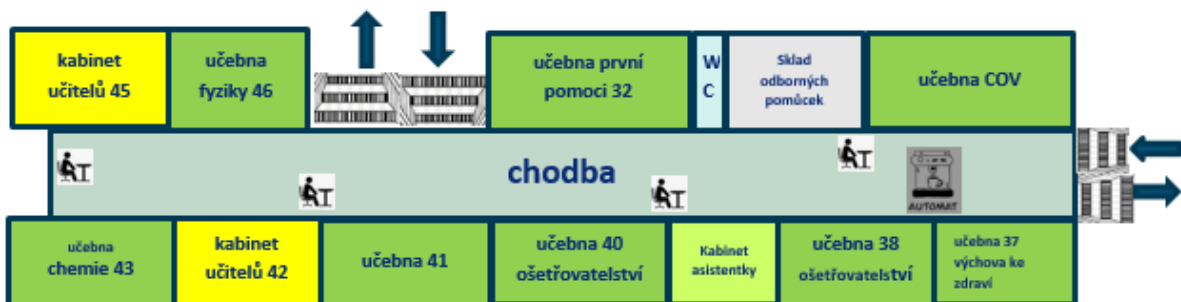 kabinet
učitelů 45
učebna
fyziky 46
učebna první
pomoci 32
W
C
Sklad
odborných
pomůcek
učebna COV
chodba
AUTOMAT
učebna
chemie 43
kabinet
učitelů 42
učebna 41
učebna 40
ošetřovatelství
Kabinet
asistentky
učebna 38
ošetřovatelství
učebna 37
výchova ke
zdraví